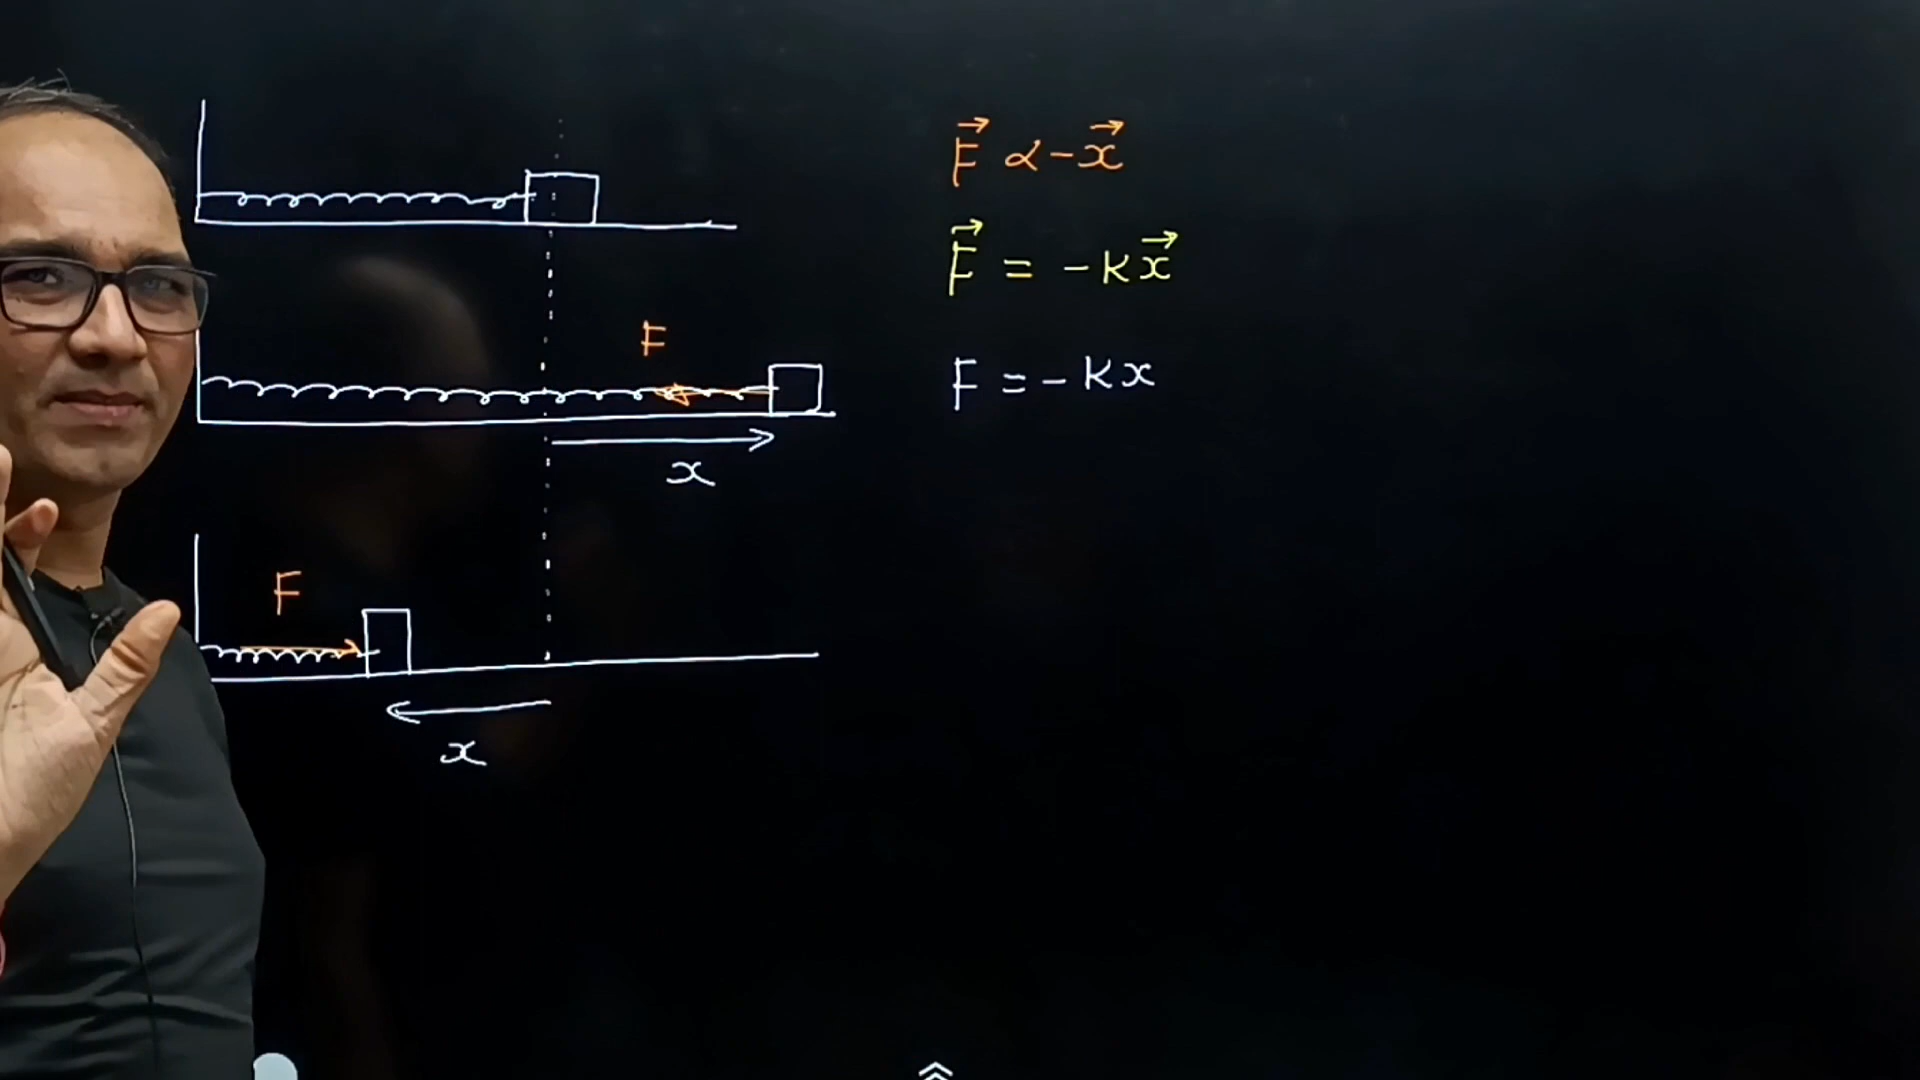 F⃗ ∝ -x⃗
F⃗ = -kx⃗
F
F = -kx
x
F
x